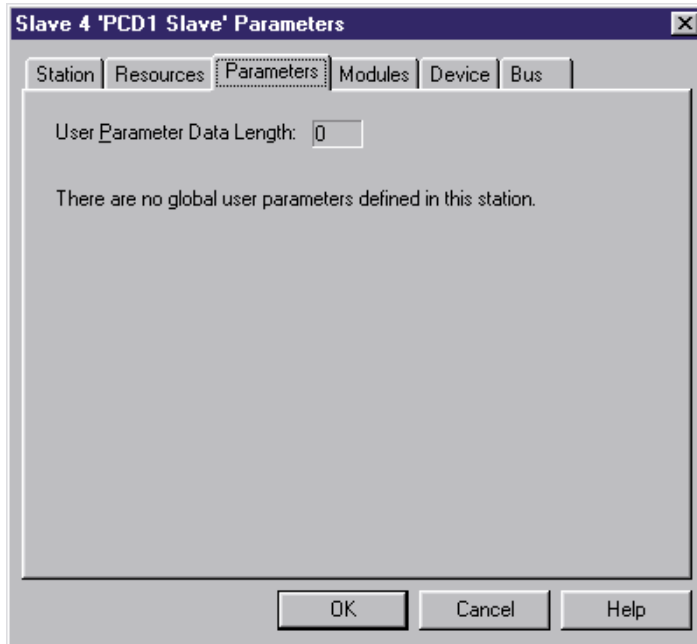 Slave 4 'PCD1 Slave' Parameters
Station Resources Parameters Modules Device Bus
User Parameter Data Length: 0
There are no global user parameters defined in this station.
OK Cancel Help